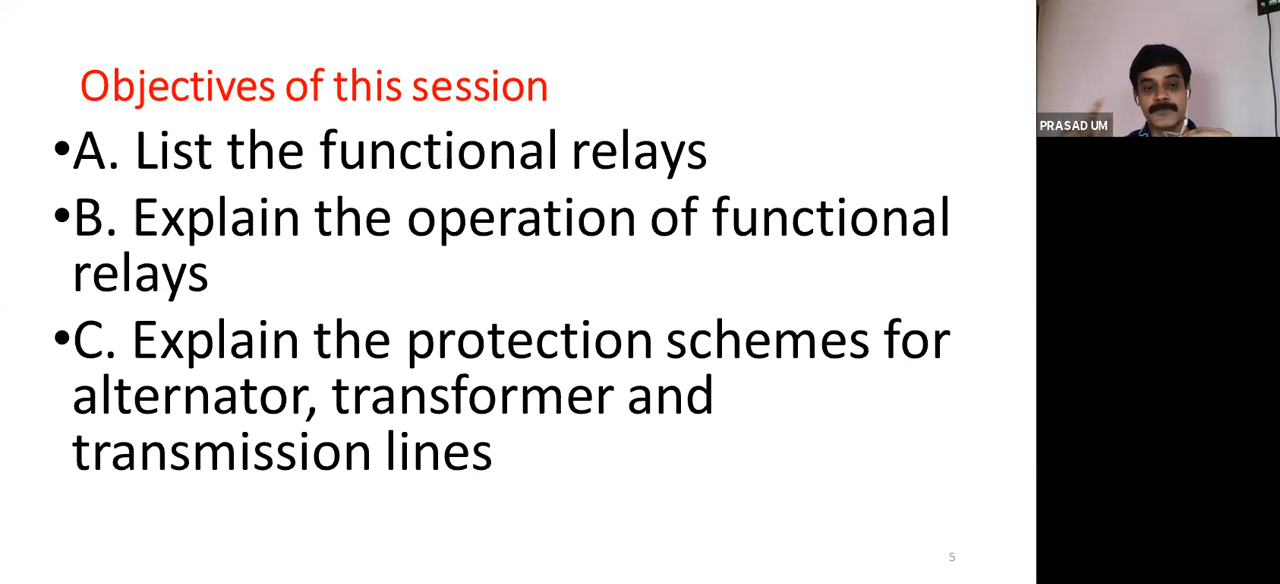 Objectives of this session
•A. List the functional relays
•B. Explain the operation of functional
relays
•C. Explain the protection schemes for
alternator, transformer and
transmission lines
5
PRASAD UM